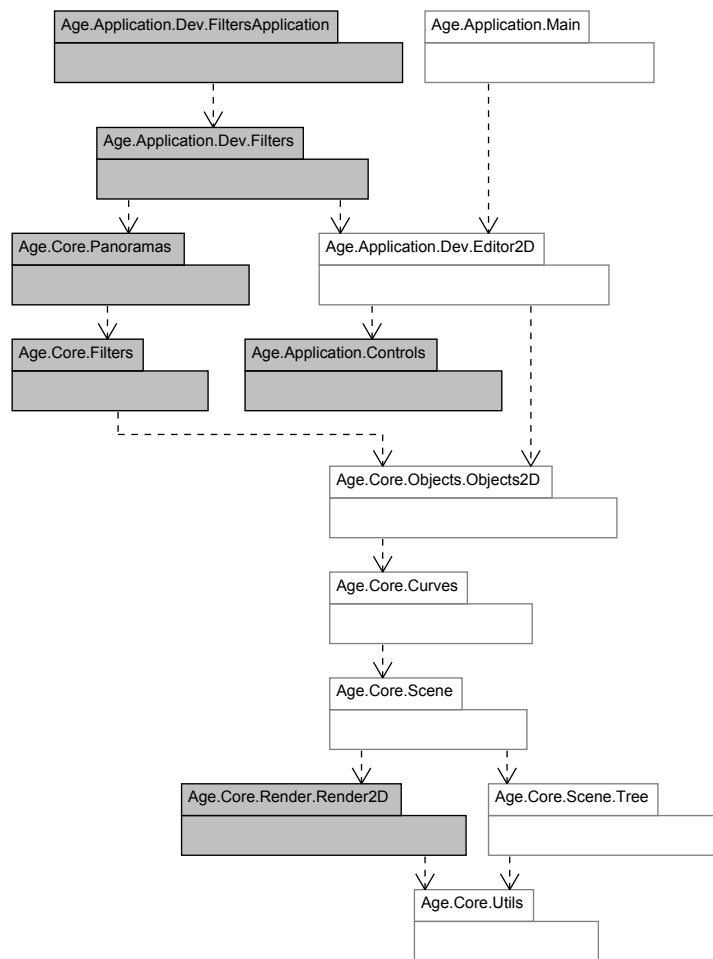 Age.Application.Dev.FiltersApplication
Age.Application.Main
Age.Application.Dev.Filters
Age.Core.Panoramas
Age.Application.Dev.Editor2D
Age.Core.Filters
Age.Application.Controls
Age.Core.Objects.Objects2D
Age.Core.Curves
Age.Core.Scene
Age.Core.Render.Render2D
Age.Core.Scene.Tree
Age.Core.Utils